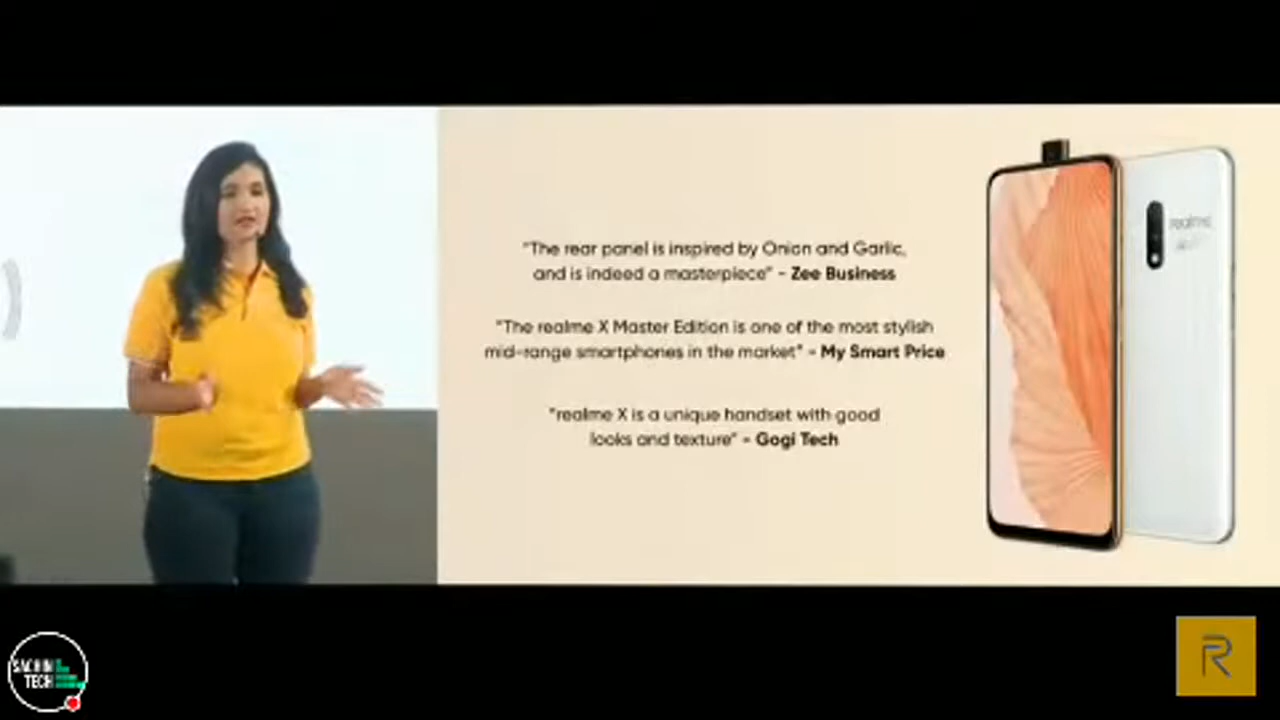 "The rear panel is inspired by Onion and Garlic,
and is indeed a masterpiece" - Zee Business
"The realme X Master Edition is one of the most stylish
mid-range smartphones in the market" - My Smart Price
"realme X is a unique handset with good
looks and texture" - Gogi Tech
realme
SACHIN
TECH
R